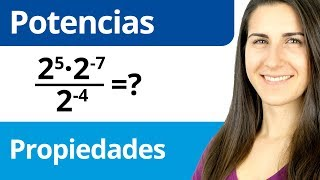 Potencias
2⁵·2⁻⁷
/ 2⁻⁴ =?
Propiedades